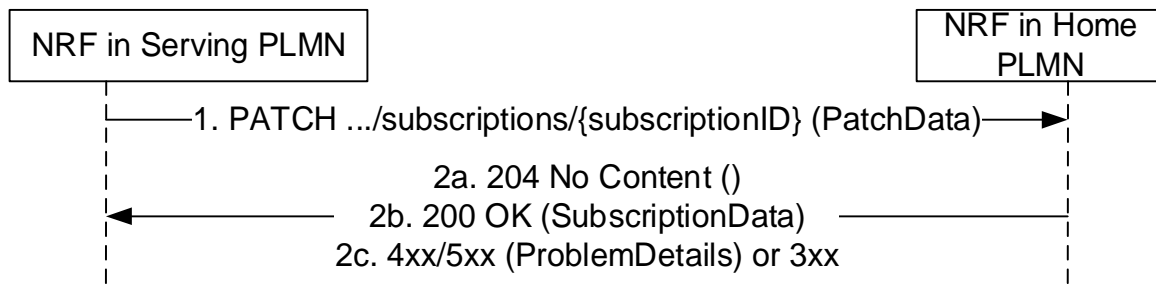 NRF in Serving PLMN
NRF in Home
PLMN
1. PATCH .../subscriptions/{subscriptionID} (PatchData)
2a. 204 No Content ()
2b. 200 OK (SubscriptionData)
2c. 4xx/5xx (ProblemDetails) or 3xx